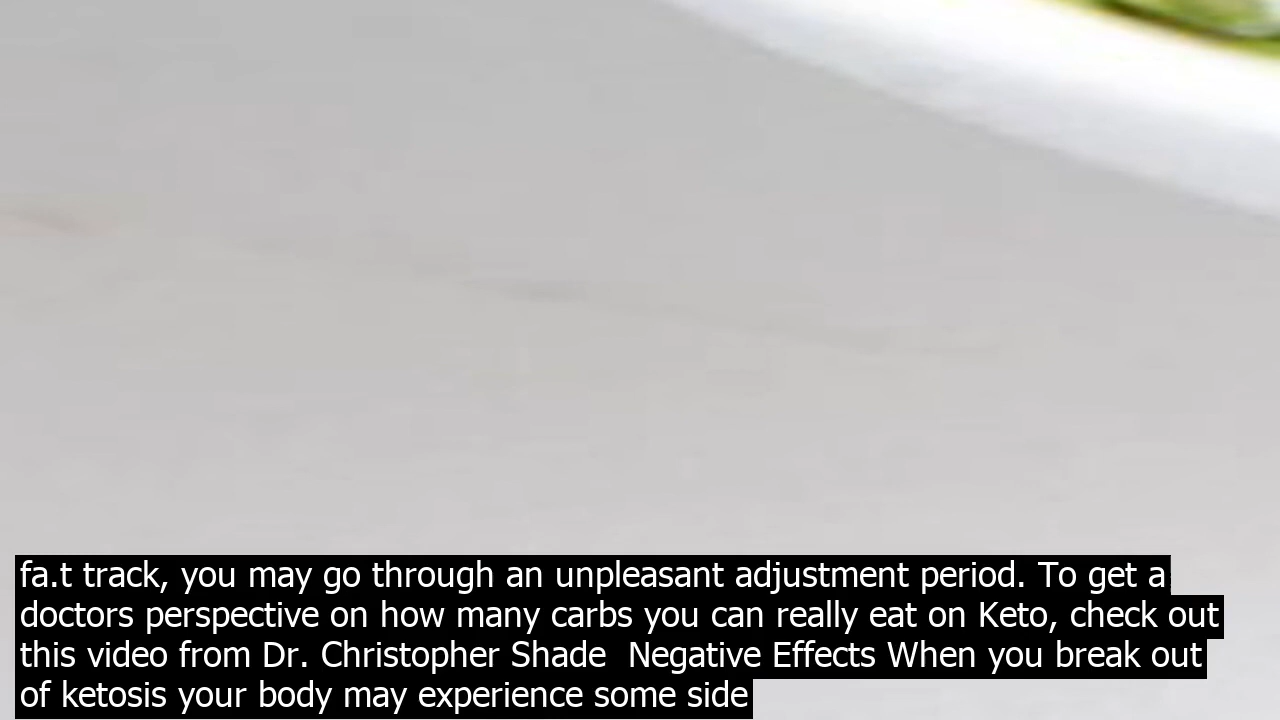 fa.t track, you may go through an unpleasant adjustment period. To get a
doctors perspective on how many carbs you can really eat on Keto, check out
this video from Dr. Christopher Shade  Negative Effects When you break out
of ketosis your body may experience some side